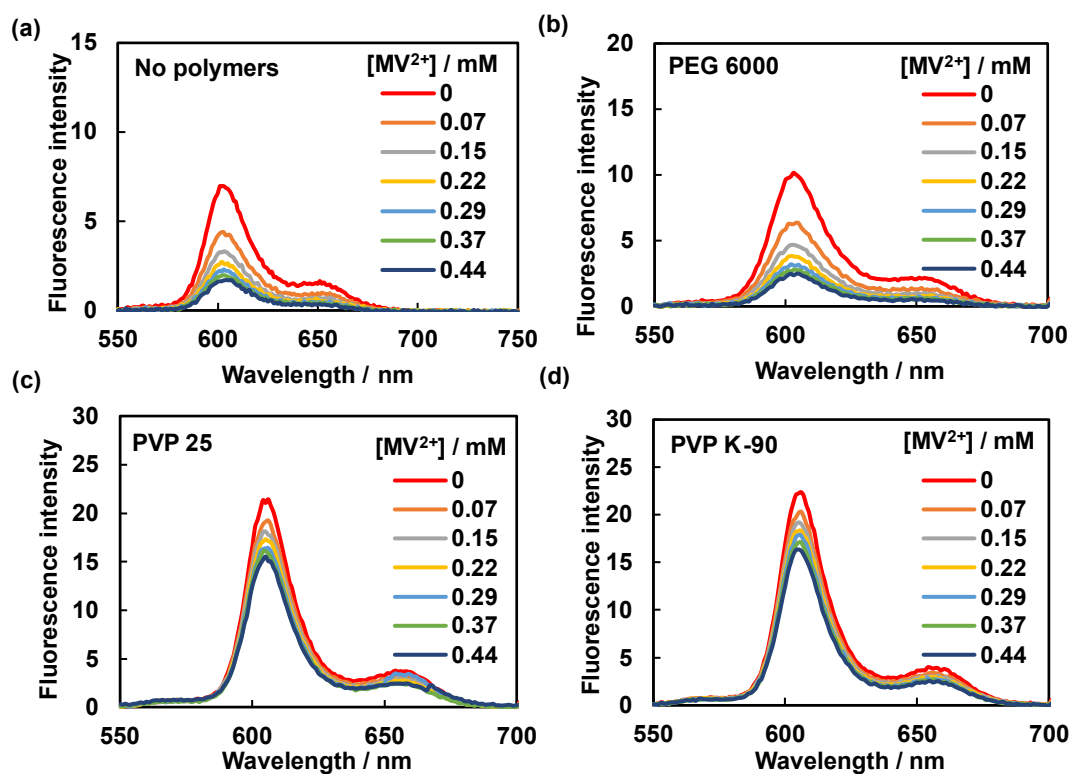 (a)
Fluorescence intensity
15
10
5
0
No polymers
[MV²⁺] / mM
0
0.07
0.15
0.22
0.29
0.37
0.44
550 600 650 700 750
Wavelength / nm
(b)
Fluorescence intensity
20
15
10
5
0
PEG 6000
[MV²⁺] / mM
0
0.07
0.15
0.22
0.29
0.37
0.44
550 600 650 700
Wavelength / nm
(c)
Fluorescence intensity
30
25
20
15
10
5
0
PVP 25
[MV²⁺] / mM
0
0.07
0.15
0.22
0.29
0.37
0.44
550 600 650 700
Wavelength / nm
(d)
Fluorescence intensity
30
25
20
15
10
5
0
PVP K-90
[MV²⁺] / mM
0
0.07
0.15
0.22
0.29
0.37
0.44
550 600 650 700
Wavelength / nm